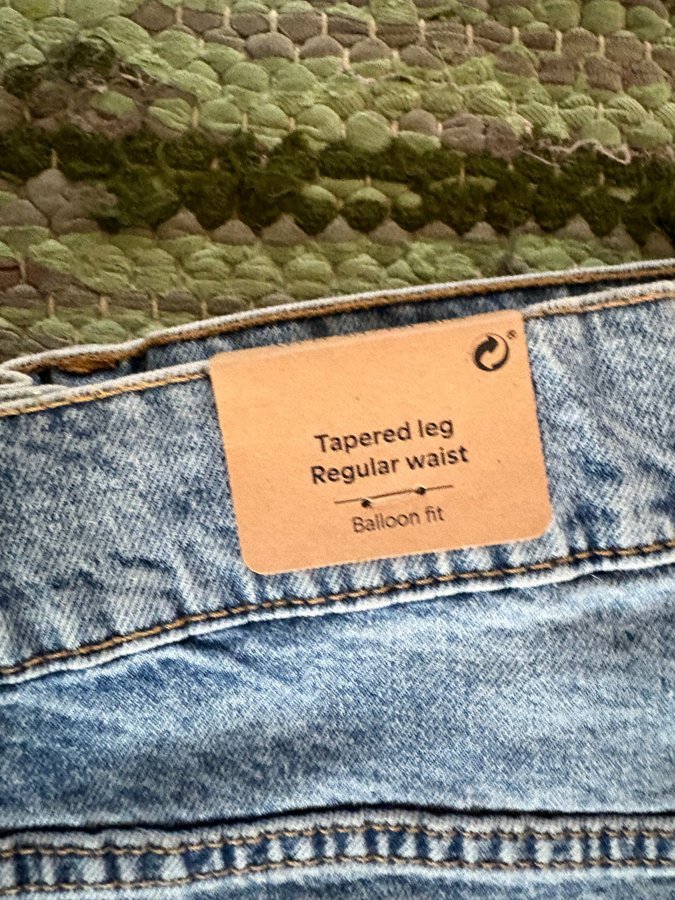 Tapered leg
Regular waist
Balloon fit